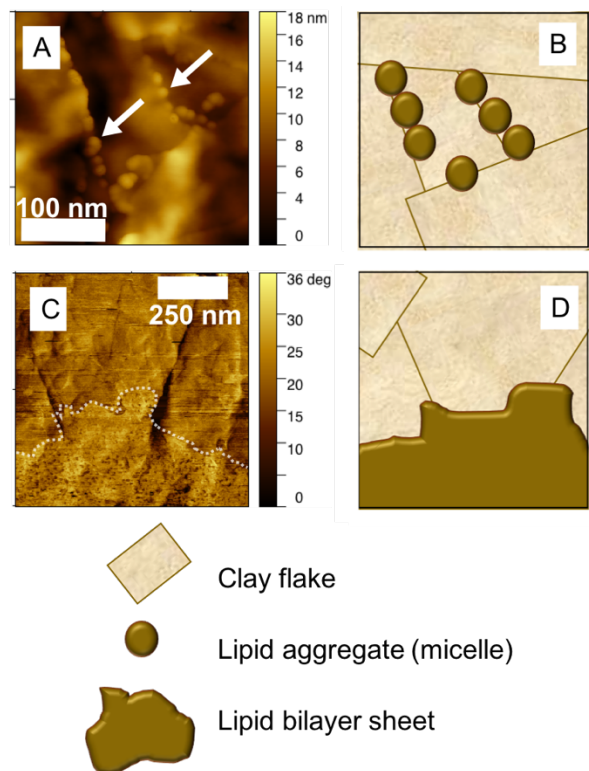 A
18 nm
16
14
12
10
8
6
4
2
0
100 nm
B
C
250 nm
36 deg
30
25
20
15
10
5
0
D
Clay flake
Lipid aggregate (micelle)
Lipid bilayer sheet